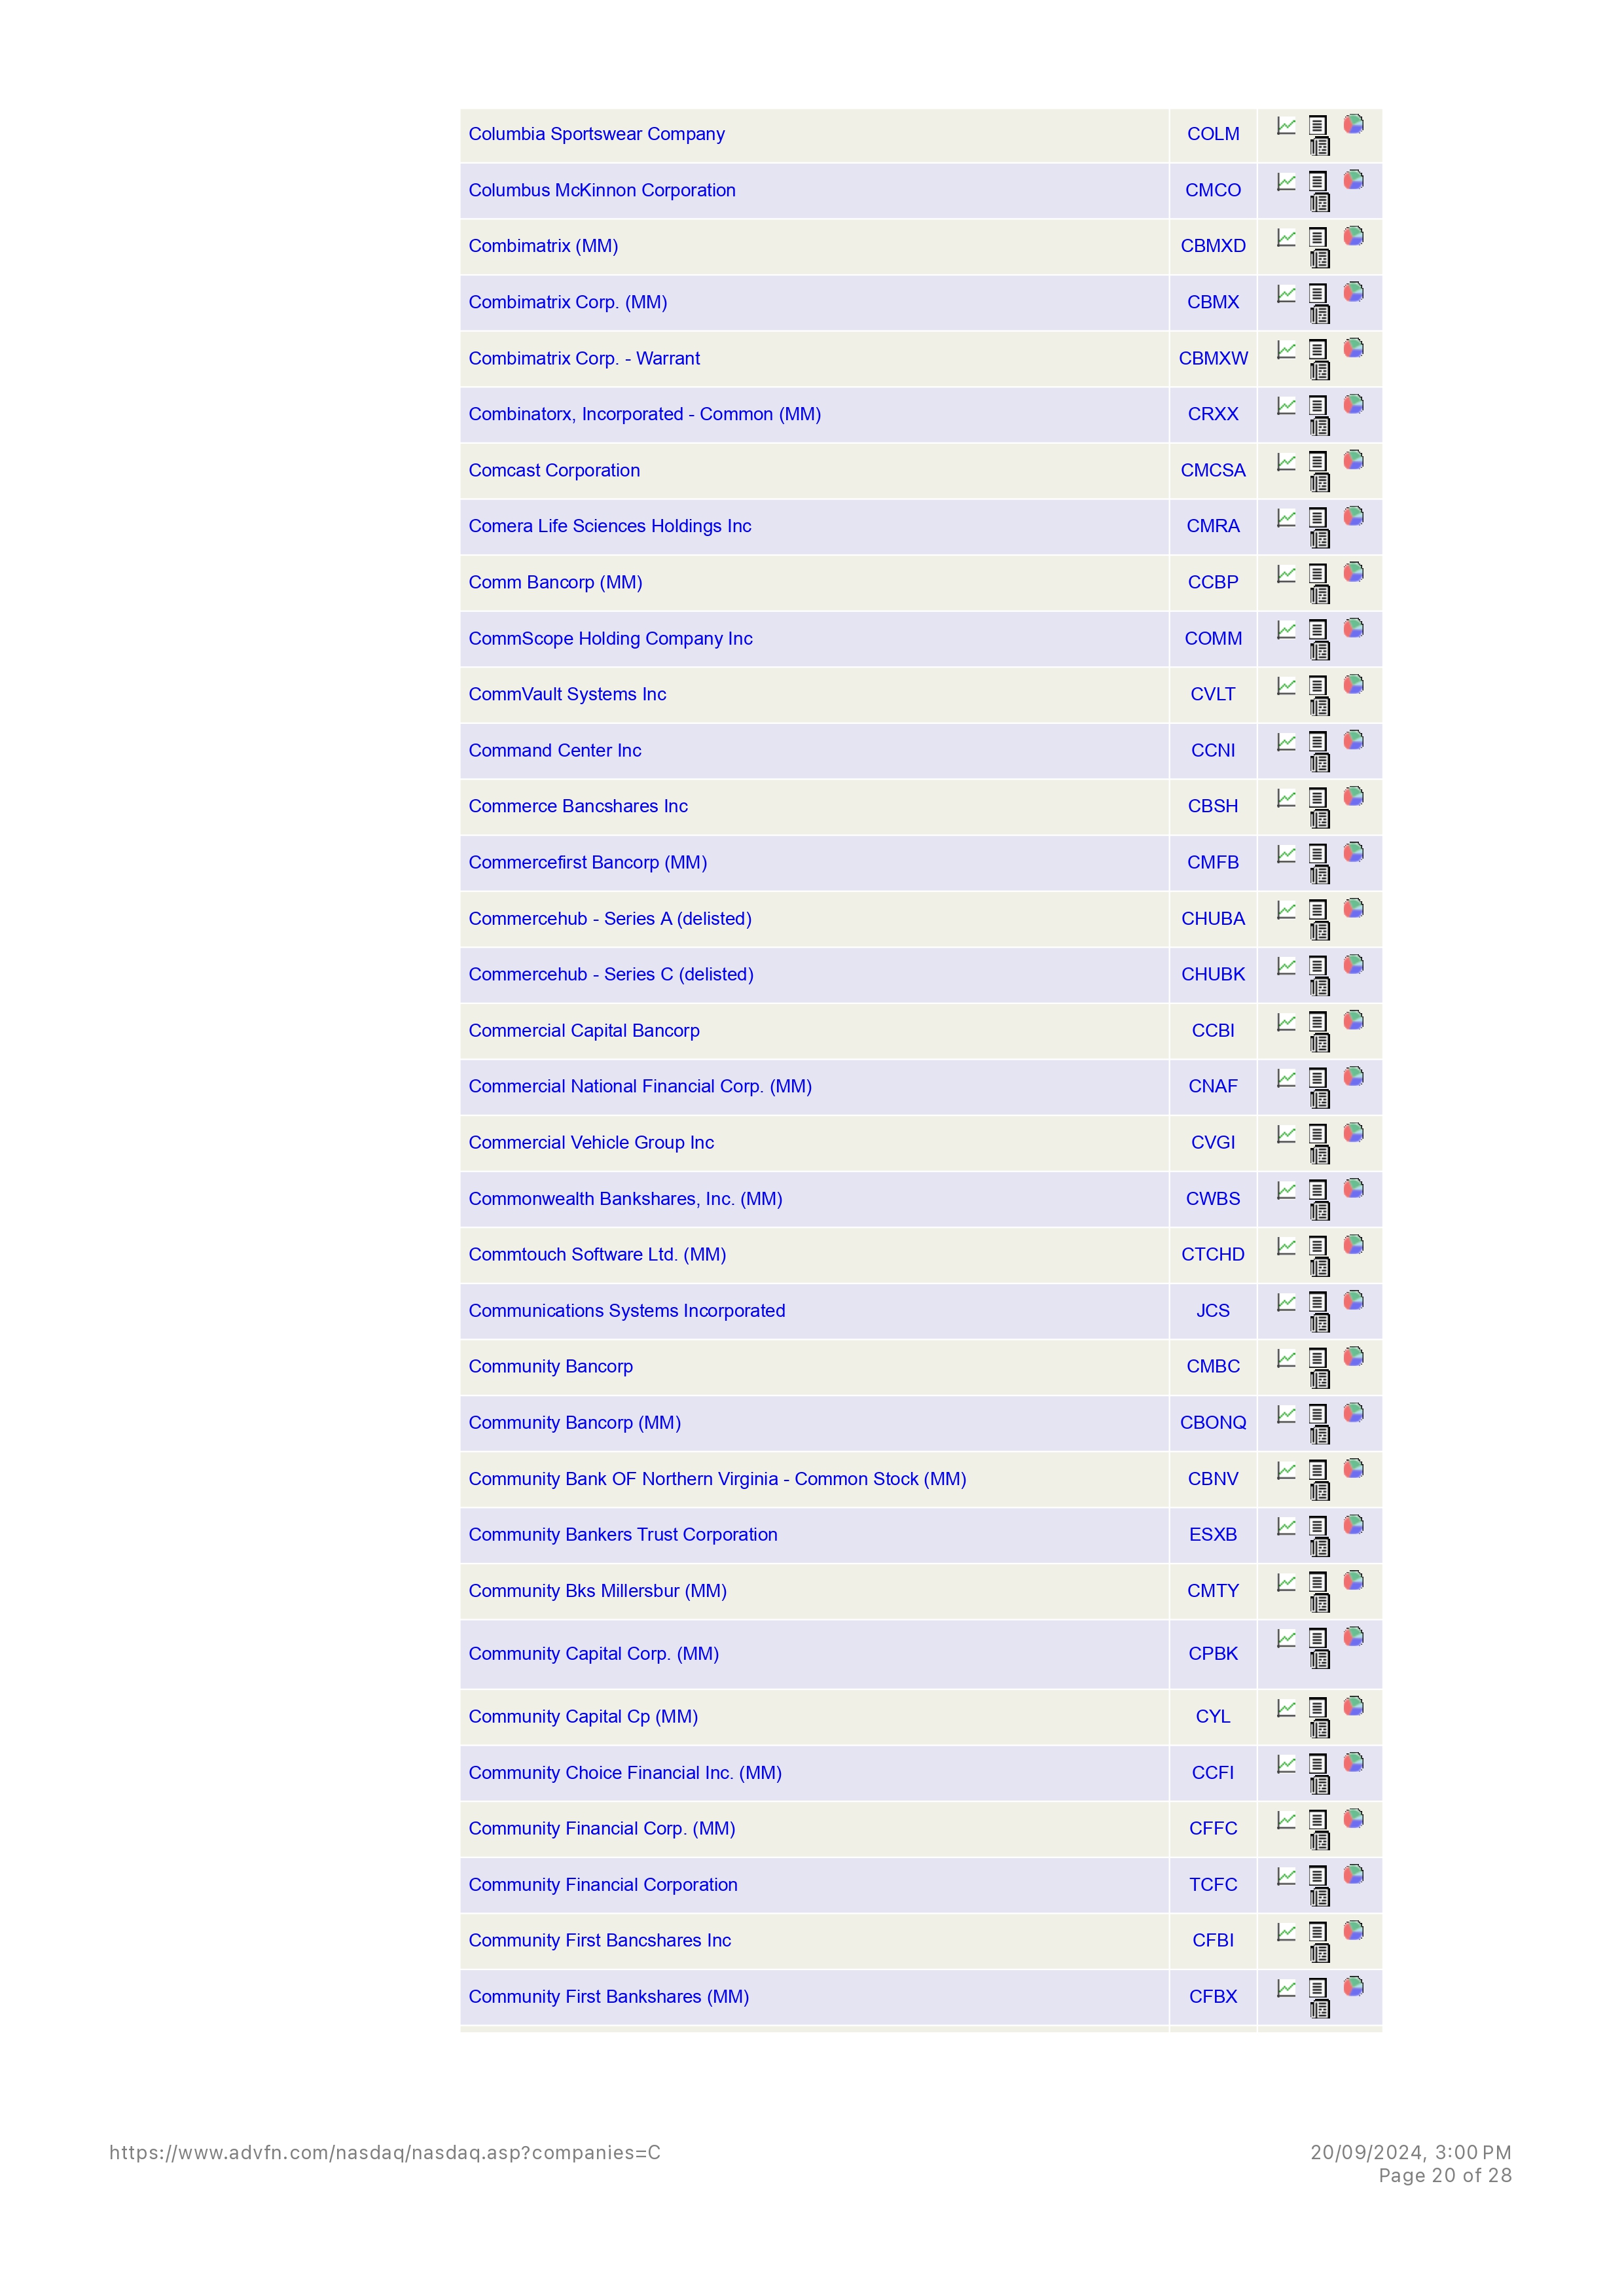 Columbia Sportswear Company COLM
Columbus McKinnon Corporation CMCO
Combimatrix (MM) CBMXD
Combimatrix Corp. (MM) CBMX
Combimatrix Corp. - Warrant CBMXW
Combinatorx, Incorporated - Common (MM) CRXX
Comcast Corporation CMCSA
Comera Life Sciences Holdings Inc CMRA
Comm Bancorp (MM) CCBP
CommScope Holding Company Inc COMM
CommVault Systems Inc CVLT
Command Center Inc CCNI
Commerce Bancshares Inc CBSH
Commercefirst Bancorp (MM) CMFB
Commercehub - Series A (delisted) CHUBA
Commercehub - Series C (delisted) CHUBK
Commercial Capital Bancorp CCBI
Commercial National Financial Corp. (MM) CNAF
Commercial Vehicle Group Inc CVGI
Commonwealth Bankshares, Inc. (MM) CWBS
Commtouch Software Ltd. (MM) CTCHD
Communications Systems Incorporated JCS
Community Bancorp CMBC
Community Bancorp (MM) CBONQ
Community Bank OF Northern Virginia - Common Stock (MM) CBNV
Community Bankers Trust Corporation ESXB
Community Bks Millersbur (MM) CMTY
Community Capital Corp. (MM) CPBK
Community Capital Cp (MM) CYL
Community Choice Financial Inc. (MM) CCFI
Community Financial Corp. (MM) CFFC
Community Financial Corporation TCFC
Community First Bancshares Inc CFBI
Community First Bankshares (MM) CFBX
https://www.advfn.com/nasdaq/nasdaq.asp?companies=C 20/09/2024, 3:00 PM
Page 20 of 28